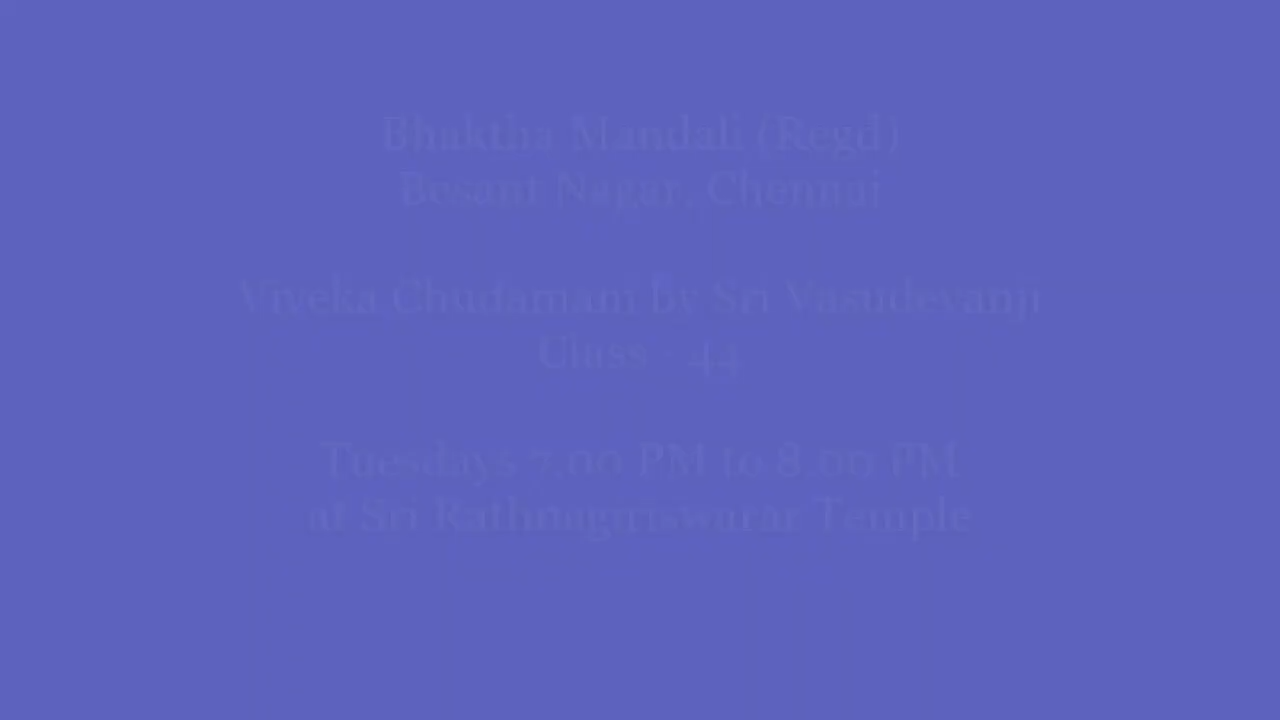 Bhaktha Mandali (Regd)
Besant Nagar, Chennai
Viveka Chudamani By Sri Vasudevanji
Class - 44
Tuesdays 7.00 PM to 8.00 PM
at Sri Rathnagiriswarar Temple